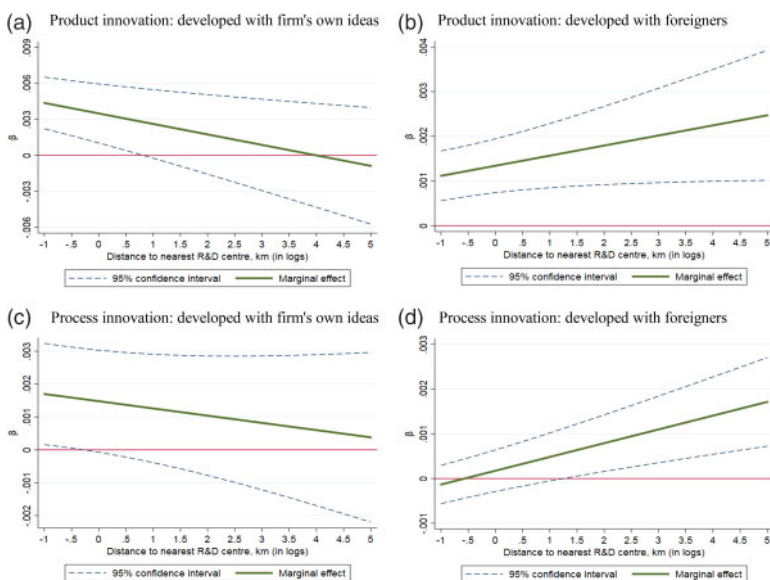 (a) Product innovation: developed with firm's own ideas
.009
.006
.003
0
-.003
-.006
β
-1 -.5 0 .5 1 1.5 2 2.5 3 3.5 4 4.5 5
Distance to nearest R&D centre, km (in logs)
95% confidence interval Marginal effect
(b) Product innovation: developed with foreigners
.004
.003
.002
.001
0
β
-1 -.5 0 .5 1 1.5 2 2.5 3 3.5 4 4.5 5
Distance to nearest R&D centre, km (in logs)
95% confidence interval Marginal effect
(c) Process innovation: developed with firm's own ideas
.003
.002
.001
0
-.001
-.002
β
-1 -.5 0 .5 1 1.5 2 2.5 3 3.5 4 4.5 5
Distance to nearest R&D centre, km (in logs)
95% confidence interval Marginal effect
(d) Process innovation: developed with foreigners
.003
.002
.001
0
-.001
β
-1 -.5 0 .5 1 1.5 2 2.5 3 3.5 4 4.5 5
Distance to nearest R&D centre, km (in logs)
95% confidence interval Marginal effect